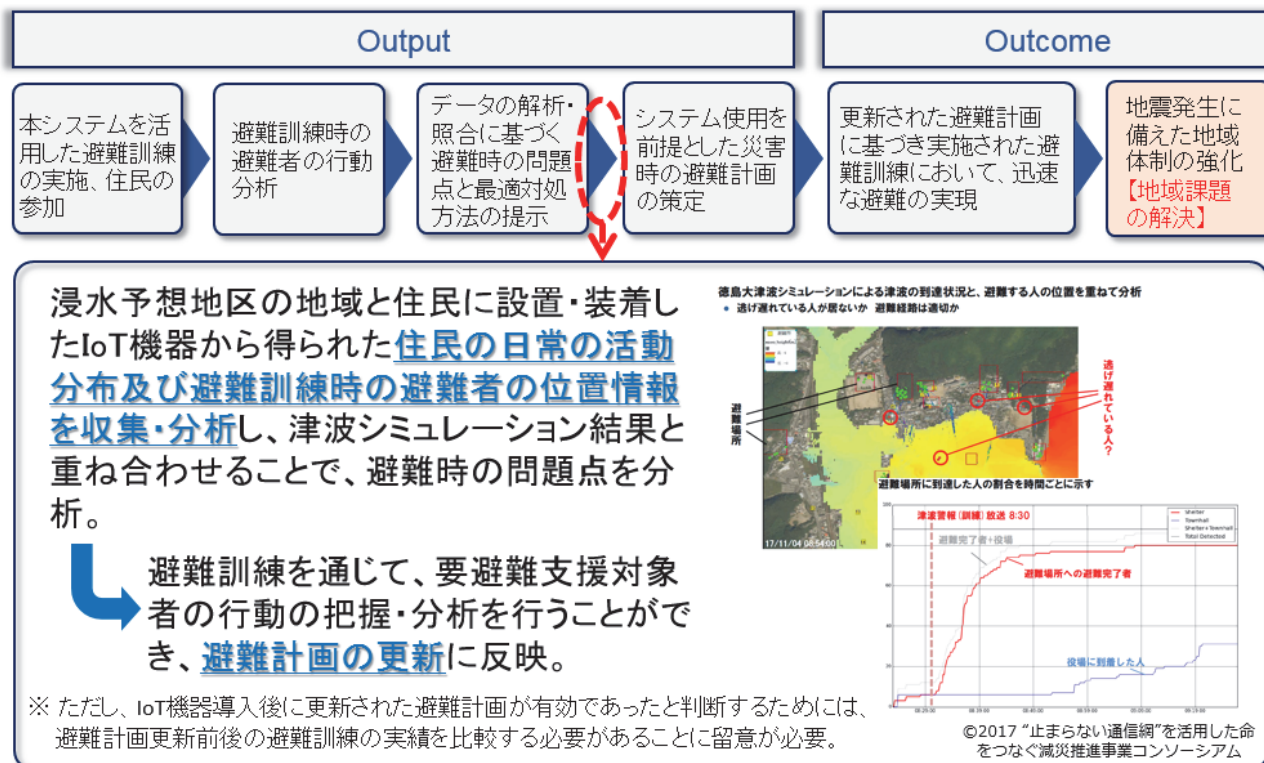 Output
Outcome
本システムを活
用した避難訓練
の実施、住民の
参加
避難訓練時の
避難者の行動
分析
データの解析・
照合に基づく
避難時の問題
点と最適対処
方法の提示
システム使用を
前提とした災害
時の避難計画
の策定
更新された避難計画
に基づき実施された避
難訓練において、迅速
な避難の実現
地震発生に
備えた地域
体制の強化
【地域課題
の解決】
浸水予想地区の地域と住民に設置・装着し
たIoT機器から得られた住民の日常の活動
分布及び避難訓練時の避難者の位置情報
を収集・分析し、津波シミュレーション結果と
重ね合わせることで、避難時の問題点を分
析。
避難訓練を通じて、要避難支援対象
者の行動の把握・分析を行うことがで
き、避難計画の更新に反映。
※ ただし、IoT機器導入後に更新された避難計画が有効であったと判断するためには、
避難計画更新前後の避難訓練の実績を比較する必要があることに留意が必要。
徳島大津波シミュレーションによる津波の到達状況と、避難する人の位置を重ねて分析
• 逃げ遅れている人が居ないか 避難経路は適切か
避難場所
逃げ遅れている人？
17/11/04 08:54:00
避難場所に到達した人の割合を時間ごとに示す
津波警報(訓練)放送 8:30
Shelter
Townhall
Shelter+Townhall
Total Detected
避難完了者+役場
避難場所への避難完了者
役場に到着した人
©2017 “止まらない通信網”を活用した命
をつなぐ減災推進事業コンソーシアム